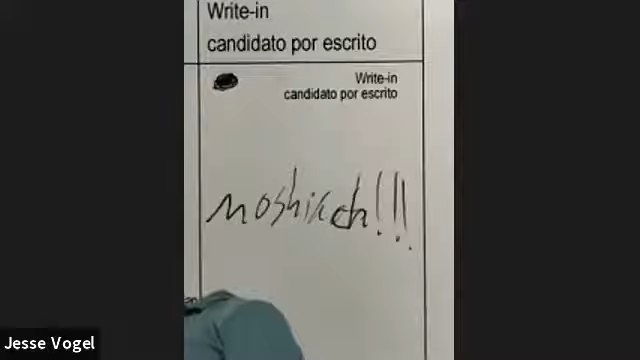 Write-in
candidato por escrito
Write-in
candidato por escrito
Moshiach!!!
Jesse Vogel